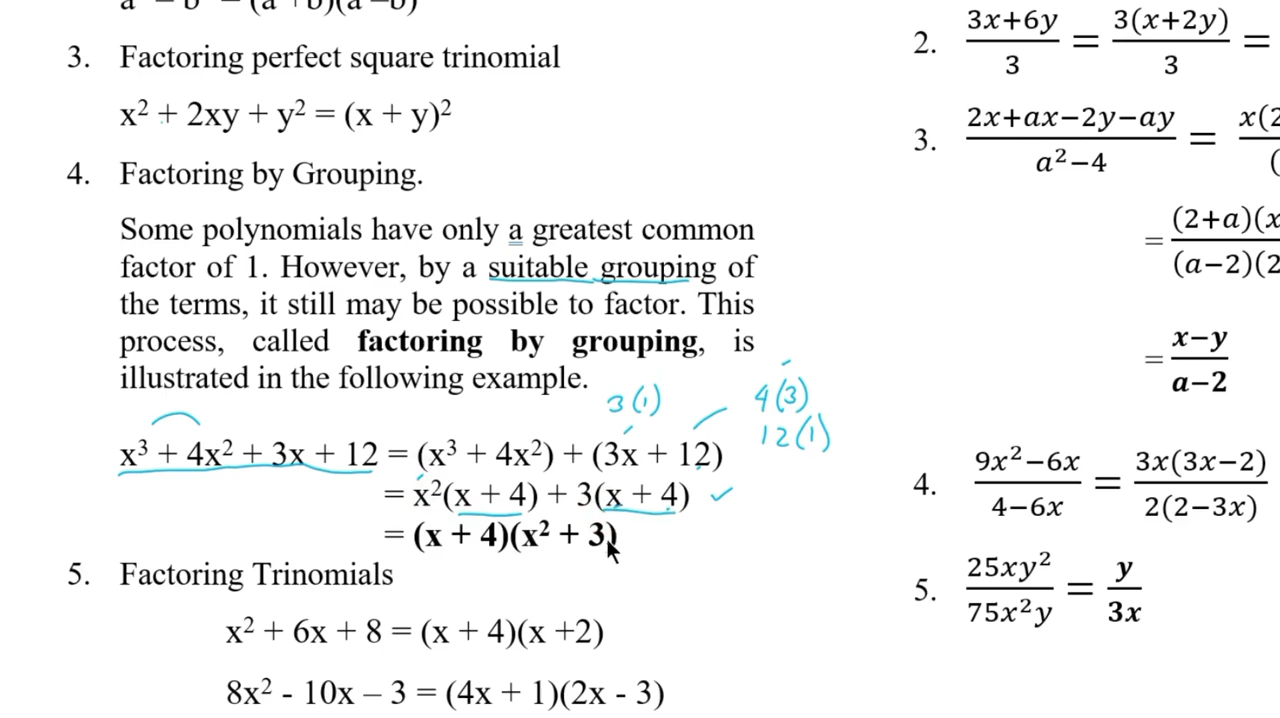 3. Factoring perfect square trinomial
x² + 2xy + y² = (x + y)²
4. Factoring by Grouping.
Some polynomials have only a greatest common
factor of 1. However, by a suitable grouping of
the terms, it still may be possible to factor. This
process, called factoring by grouping, is
illustrated in the following example.
3(1) 4(3)
12(1)
x³ + 4x² + 3x + 12 = (x³ + 4x²) + (3x + 12)
= x²(x + 4) + 3(x + 4)
= (x + 4)(x² + 3)
5. Factoring Trinomials
x² + 6x + 8 = (x + 4)(x +2)
8x² - 10x – 3 = (4x + 1)(2x - 3)
2. 3x+6y/3 = 3(x+2y)/3 =
3. 2x+ax−2y−ay/a²−4 = x(2
= (2+a)(x/(a−2)(2
= x−y/a−2
4. 9x²−6x/4−6x = 3x(3x−2)/2(2−3x)
5. 25xy²/75x²y = y/3x